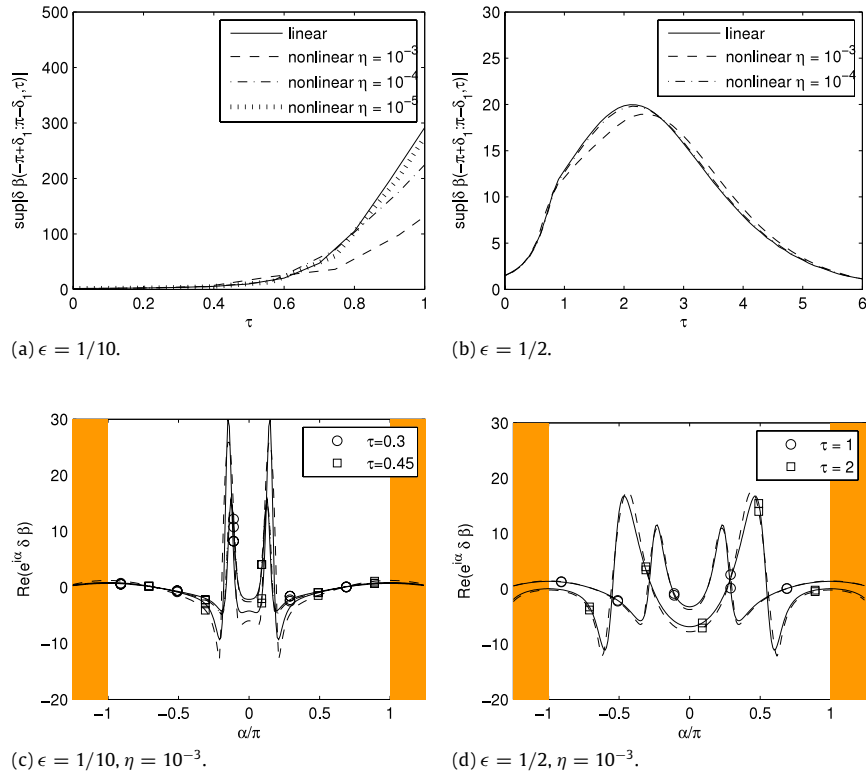 500
400
300
200
100
0
sup|δ β(−π+δ₁:π−δ₁,τ)|
linear
nonlinear η = 10⁻³
nonlinear η = 10⁻⁴
nonlinear η = 10⁻⁵
0 0.2 0.4 0.6 0.8 1
τ
(a) ϵ = 1/10.
30
25
20
15
10
5
0
sup|δ β(−π+δ₁:π−δ₁,τ)|
linear
nonlinear η = 10⁻³
nonlinear η = 10⁻⁴
0 1 2 3 4 5 6
τ
(b) ϵ = 1/2.
30
20
10
0
−10
−20
Re(e^{iα} δ β)
τ=0.3
τ=0.45
−1 −0.5 0 0.5 1
α/π
(c) ϵ = 1/10, η = 10⁻³.
30
20
10
0
−10
−20
Re(e^{iα} δ β)
τ = 1
τ = 2
−1 −0.5 0 0.5 1
α/π
(d) ϵ = 1/2, η = 10⁻³.